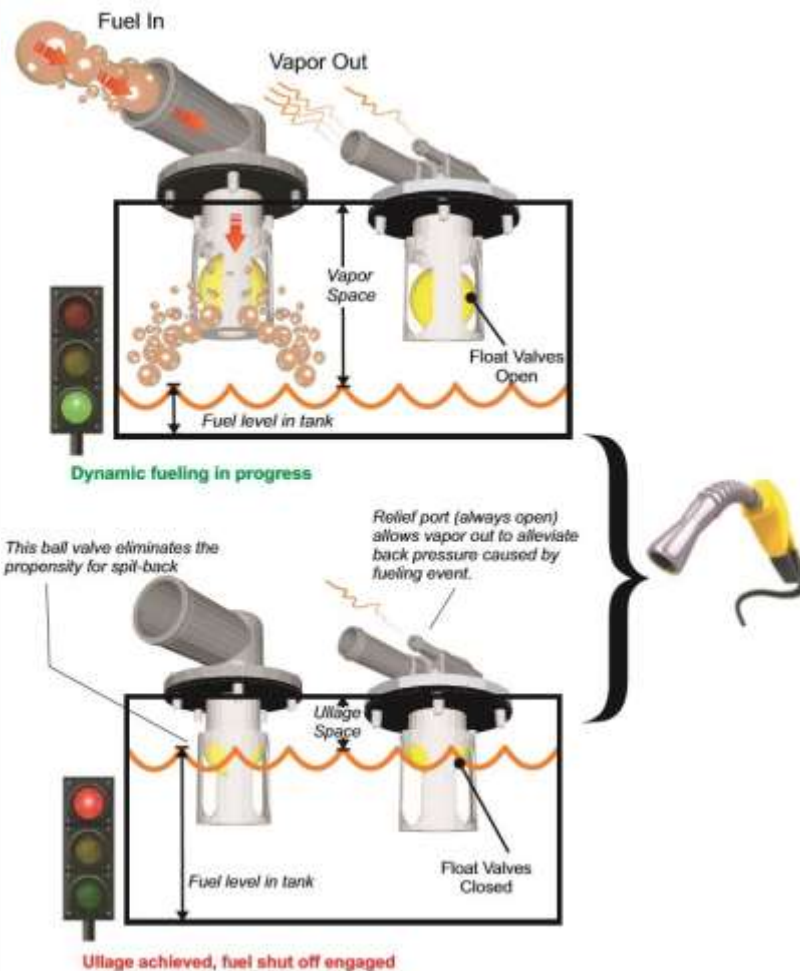 Fuel In
Vapor Out
Vapor
Space
Float Valves
Open
Fuel level in tank
Dynamic fueling in progress
This ball valve eliminates the
propensity for spit-back
Relief port (always open)
allows vapor out to alleviate
back pressure caused by
fueling event.
Ullage
Space
Fuel level in tank
Float Valves
Closed
Ullage achieved, fuel shut off engaged